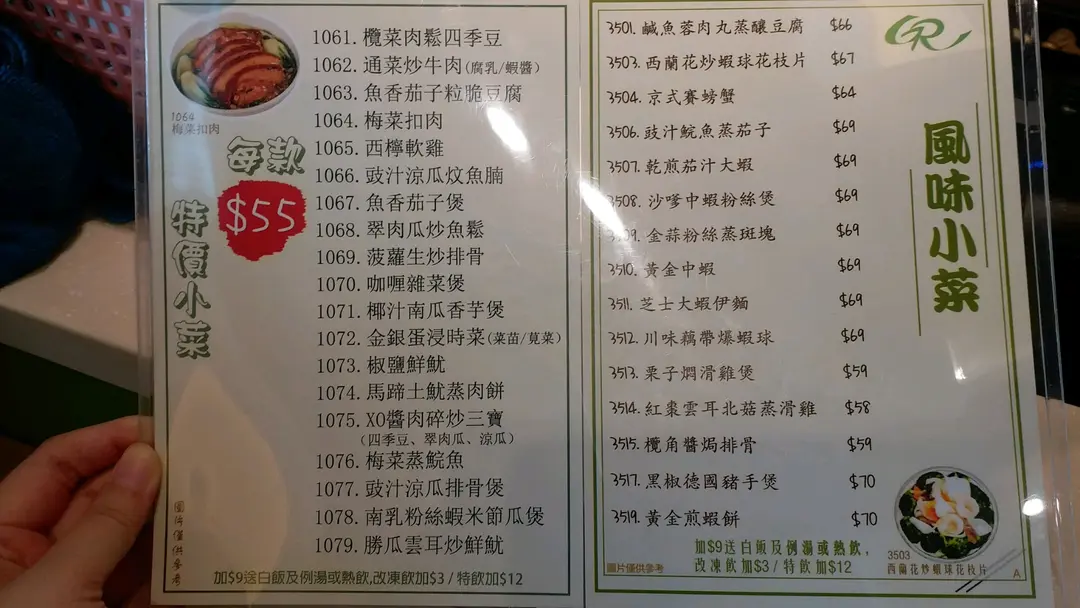 1064
梅菜扣肉
每款
$55
特價小菜
圖片僅供參考
1061. 欖菜肉鬆四季豆
1062. 通菜炒牛肉(腐乳/蝦醬)
1063. 魚香茄子粒脆豆腐
1064. 梅菜扣肉
1065. 西檸軟雞
1066. 豉汁涼瓜炆魚腩
1067. 魚香茄子煲
1068. 翠肉瓜炒魚鬆
1069. 菠蘿生炒排骨
1070. 咖喱雜菜煲
1071. 椰汁南瓜香芋煲
1072. 金銀蛋浸時菜(菜苗/莧菜)
1073. 椒鹽鮮魷
1074. 馬蹄土魷蒸肉餅
1075. XO醬肉碎炒三寶
(四季豆、翠肉瓜、涼瓜)
1076. 梅菜蒸鯇魚
1077. 豉汁涼瓜排骨煲
1078. 南乳粉絲蝦米節瓜煲
1079. 勝瓜雲耳炒鮮魷
加$9送白飯及例湯或熱飲,改凍飲加$3 / 特飲加$12
GR
風味小菜
3501. 鹹魚蓉肉丸蒸釀豆腐 $66
3503. 西蘭花炒蝦球花枝片 $67
3504. 京式賽螃蟹 $64
3506. 豉汁鯇魚蒸茄子 $69
3507. 乾煎茄汁大蝦 $69
3508. 沙嗲中蝦粉絲煲 $69
3509. 金蒜粉絲蒸斑塊 $69
3510. 黃金中蝦 $69
3511. 芝士大蝦伊麵 $69
3512. 川味藕帶爆蝦球 $69
3513. 栗子燜滑雞煲 $59
3514. 紅棗雲耳北菇蒸滑雞 $58
3515. 欖角醬焗排骨 $59
3517. 黑椒德國豬手煲 $70
3519. 黃金煎蝦餅 $70
加$9送白飯及例湯或熱飲,
改凍飲加$3 / 特飲加$12
圖片僅供參考
3503
西蘭花炒蝦球花枝片
A